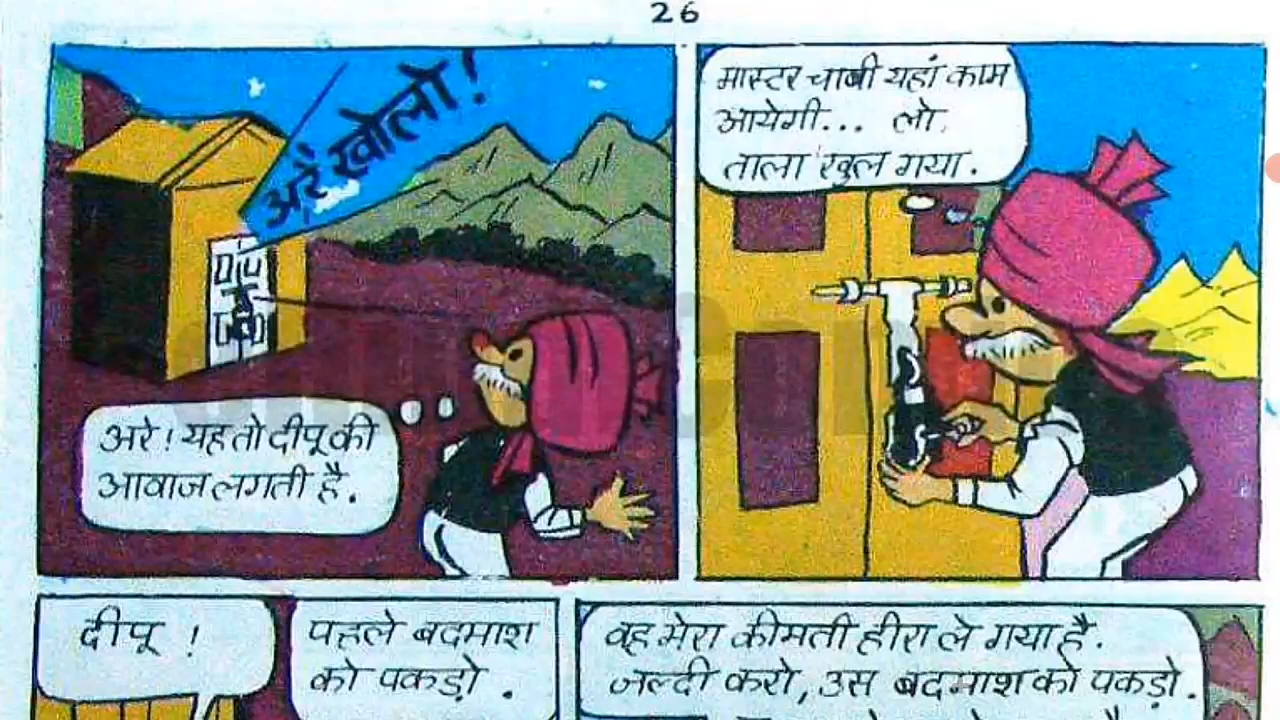 26
अरे खोलो!
अरे! यह तो दीपू की
आवाज लगती है.
मास्टर चाबी यहां काम
आयेगी... लो,
ताला खुल गया.
दीपू!
पहले बदमाश
को पकड़ो.
वह मेरा कीमती हीरा ले गया है.
जल्दी करो, उस बदमाश को पकड़ो.